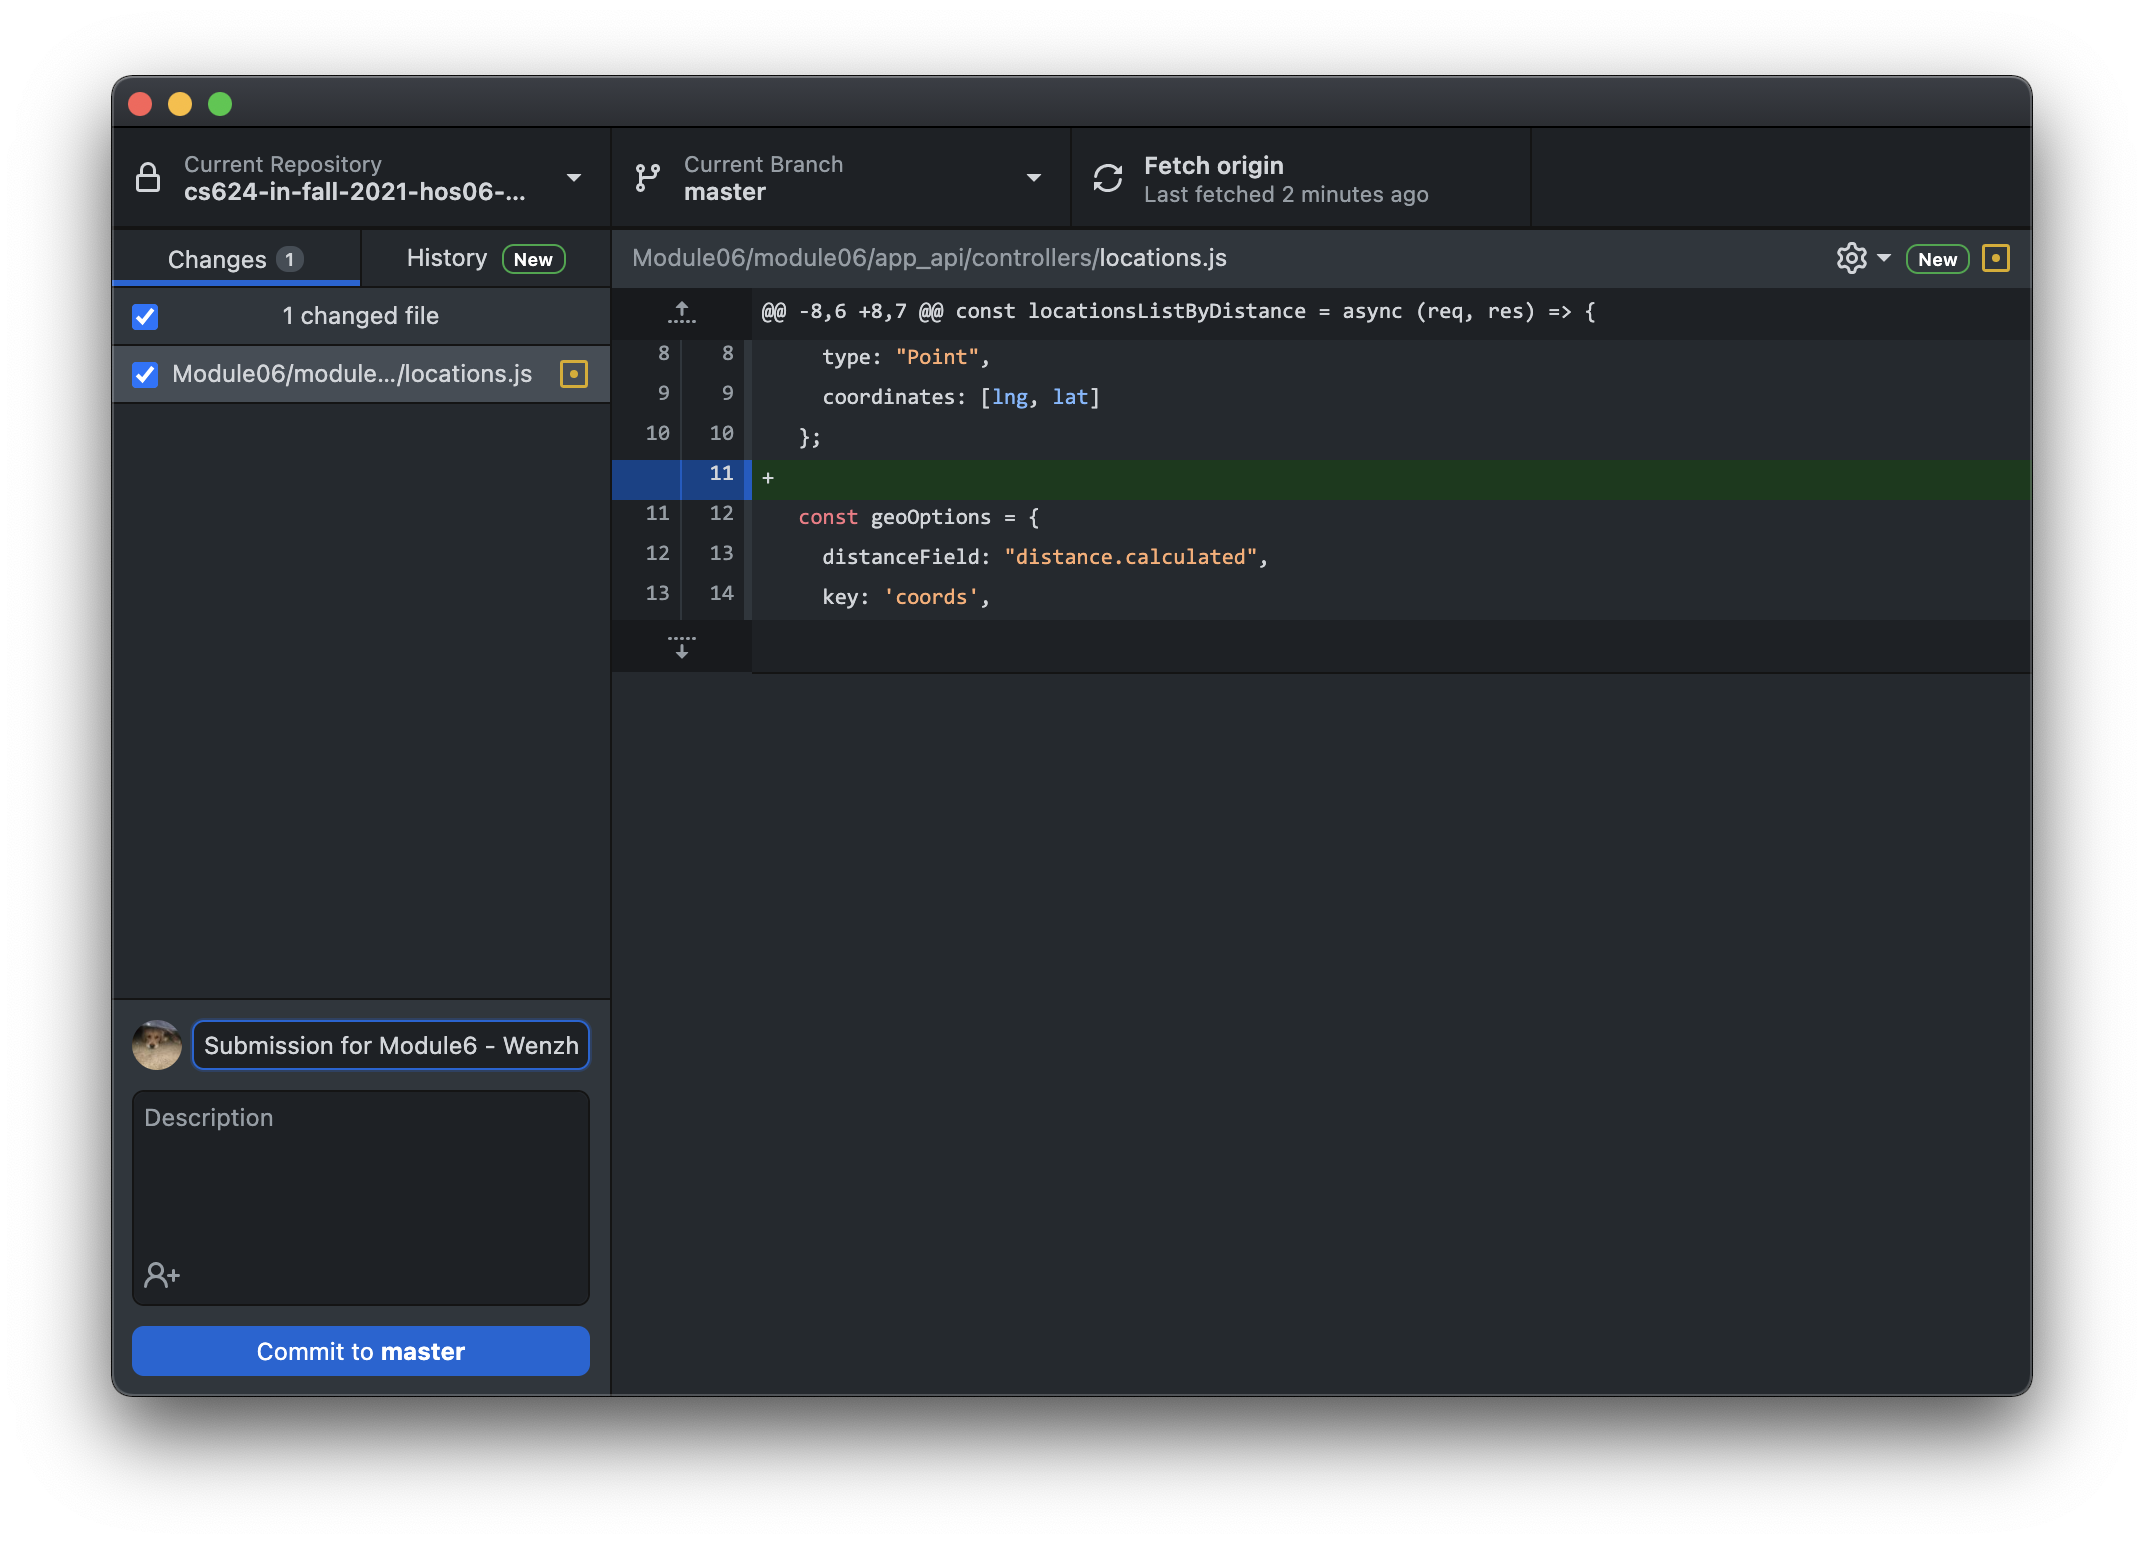 Current Repository
cs624-in-fall-2021-hos06-...
Current Branch
master
Fetch origin
Last fetched 2 minutes ago
Changes 1
History New
Module06/module06/app_api/controllers/locations.js
New
1 changed file
Module06/module.../locations.js
@@ -8,6 +8,7 @@ const locationsListByDistance = async (req, res) => {
8 8 type: "Point",
9 9 coordinates: [lng, lat]
10 10 };
11 +
11 12 const geoOptions = {
12 13 distanceField: "distance.calculated",
13 14 key: 'coords',
Submission for Module6 - Wenzh
Description
Commit to master